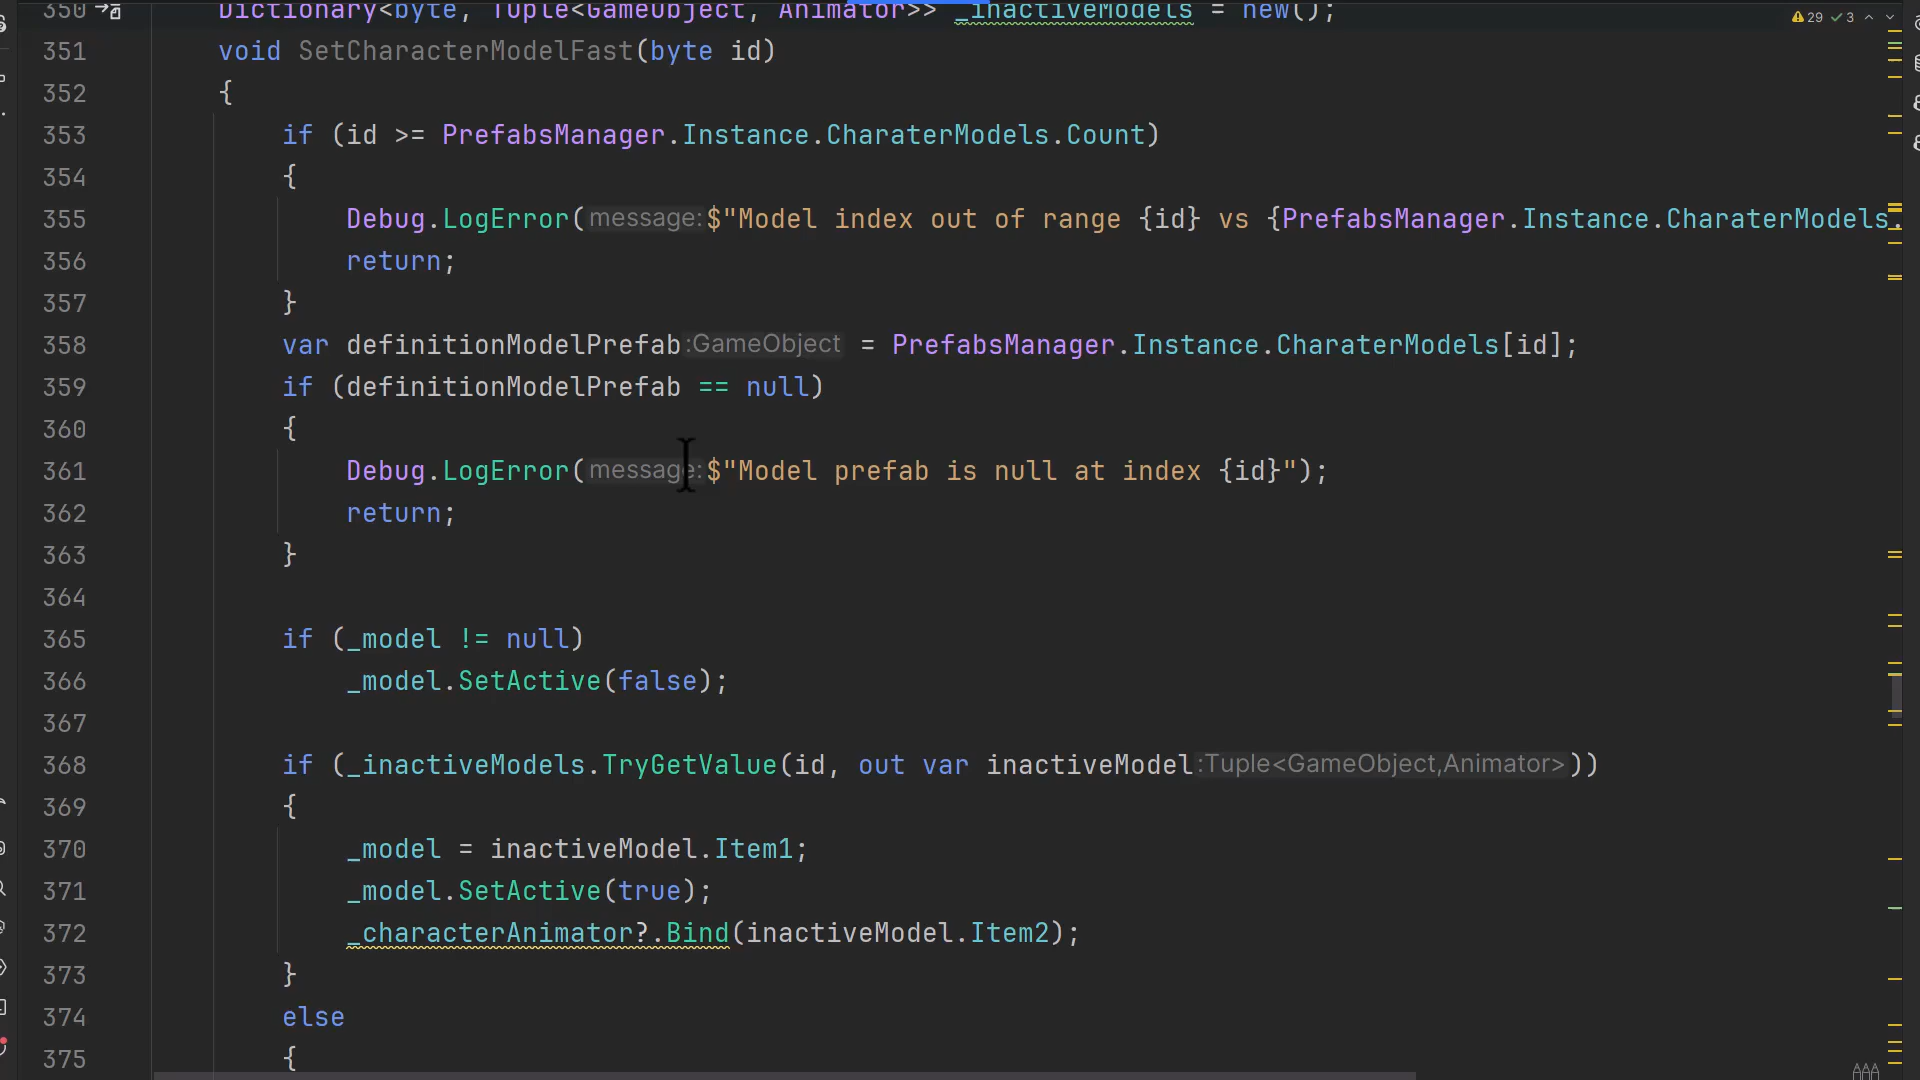 350 Dictionary<byte, Tuple<GameObject, Animator>> _inactiveModels = new();
29 3
351 void SetCharacterModelFast(byte id)
352 {
353 if (id >= PrefabsManager.Instance.CharaterModels.Count)
354 {
355 Debug.LogError( message: $"Model index out of range {id} vs {PrefabsManager.Instance.CharaterModels.
356 return;
357 }
358 var definitionModelPrefab :GameObject = PrefabsManager.Instance.CharaterModels[id];
359 if (definitionModelPrefab == null)
360 {
361 Debug.LogError( message: $"Model prefab is null at index {id}");
362 return;
363 }
364
365 if (_model != null)
366 _model.SetActive(false);
367
368 if (_inactiveModels.TryGetValue(id, out var inactiveModel :Tuple<GameObject,Animator> ))
369 {
370 _model = inactiveModel.Item1;
371 _model.SetActive(true);
372 _characterAnimator?.Bind(inactiveModel.Item2);
373 }
374 else
375 {